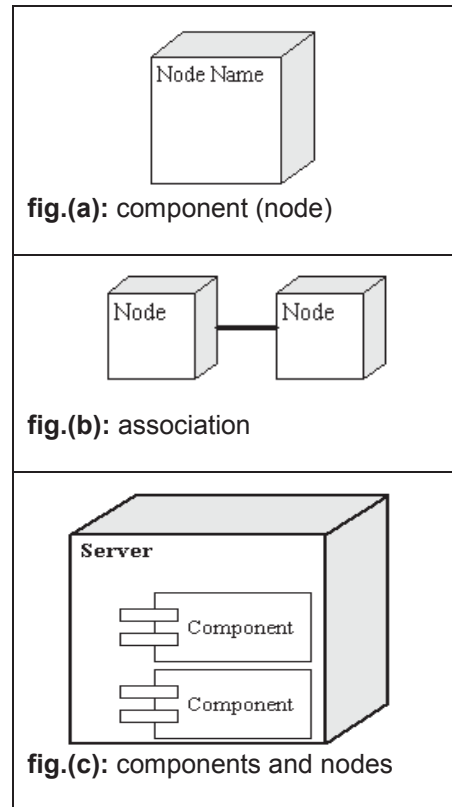 Node Name
fig.(a): component (node)
Node Node
fig.(b): association
Server
Component
Component
fig.(c): components and nodes